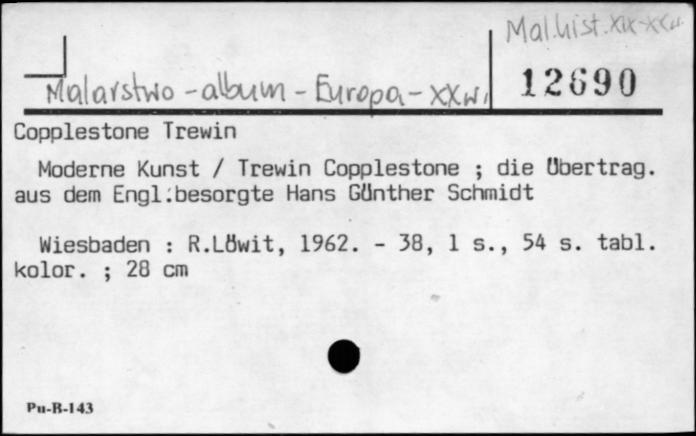 Mal.hist.XIX-XXw.
12690
Malarstwo - album - Europa - XXw.
Copplestone Trewin
Moderne Kunst / Trewin Copplestone ; die Übertrag.
aus dem Engl.:besorgte Hans Günther Schmidt
Wiesbaden : R.Löwit, 1962. - 38, 1 s., 54 s. tabl.
kolor. ; 28 cm
Pu-B-143